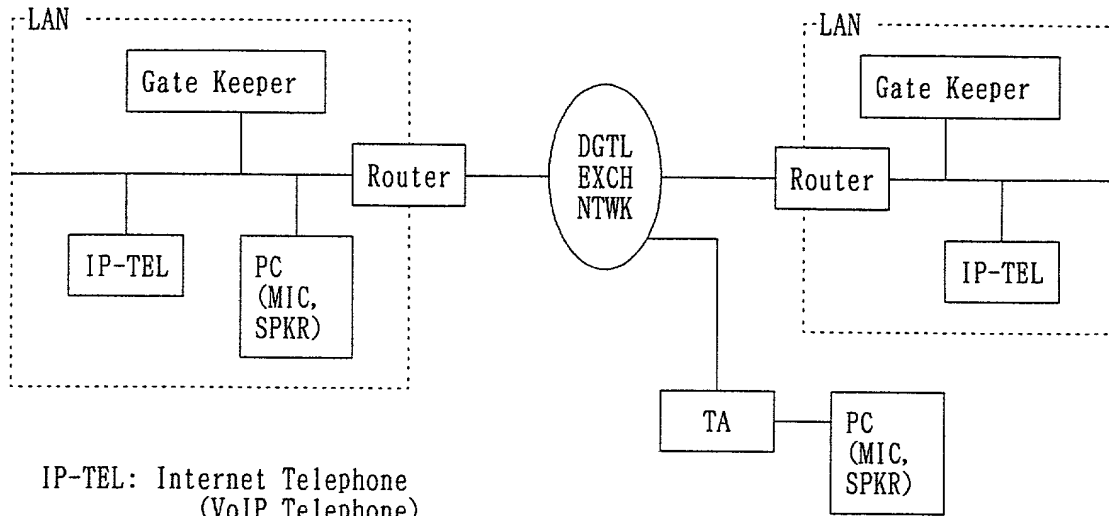 LAN
Gate Keeper
Router
IP-TEL
PC
(MIC,
SPKR)
DGTL
EXCH
NTWK
LAN
Gate Keeper
Router
IP-TEL
TA
PC
(MIC,
SPKR)
IP-TEL: Internet Telephone
(VoIP Telephone)